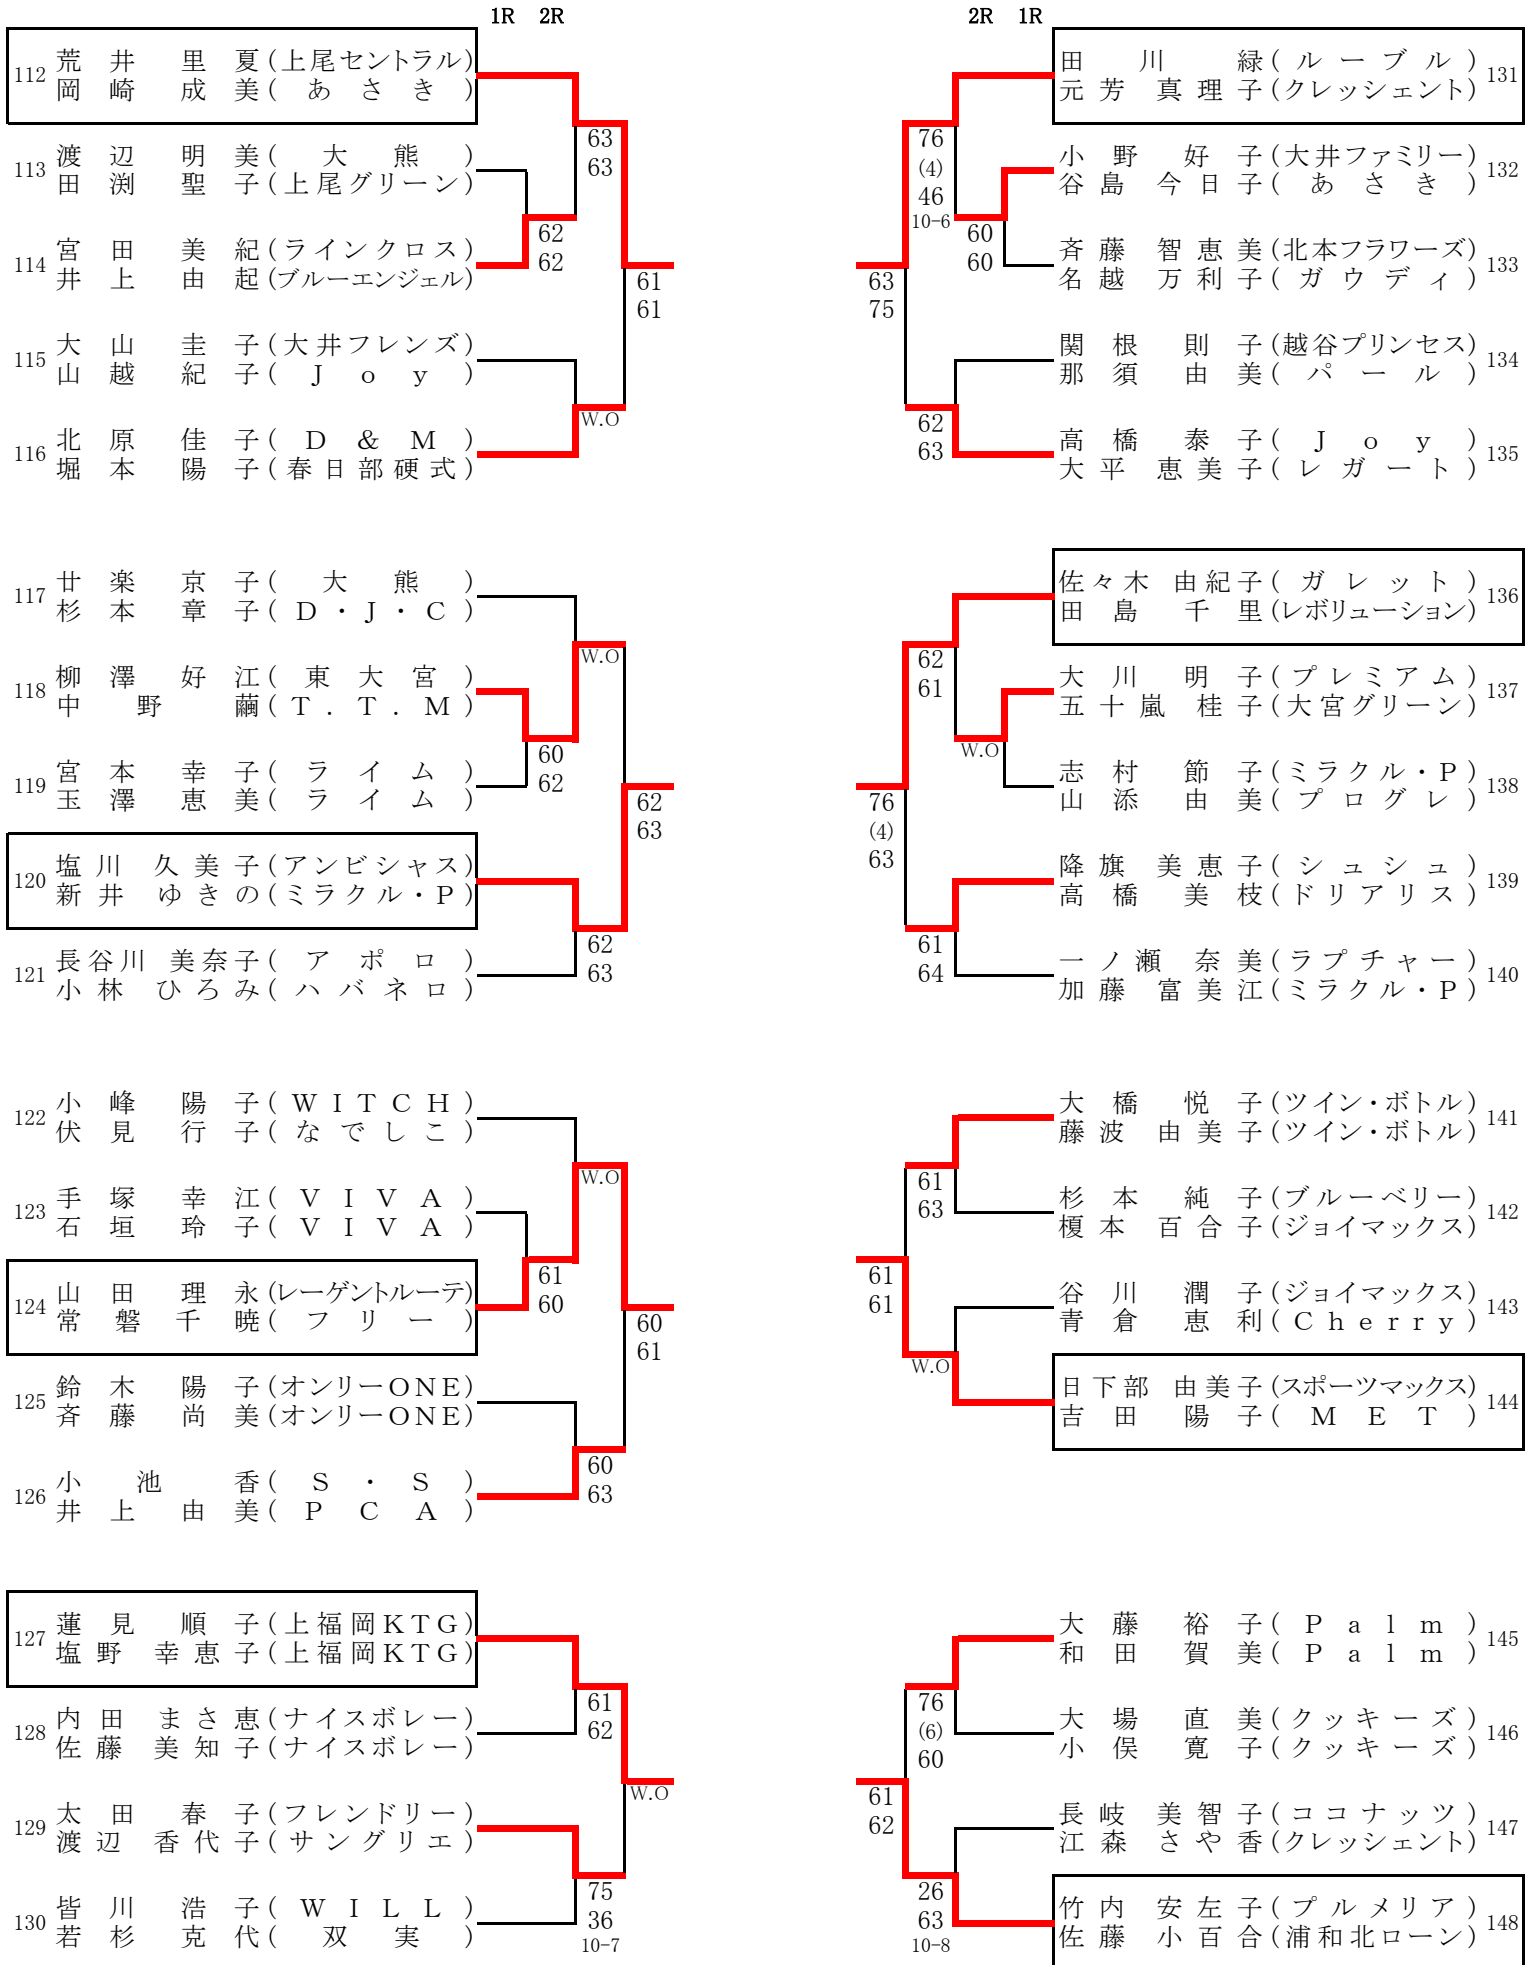 1R 2R
112 荒井 里夏(上尾セントラル)
岡崎 成美(あさき)
63
63
113 渡辺 明美(大熊)
田渕 聖子(上尾グリーン)
62
62
114 宮田 美紀(ラインクロス)
井上 由起(ブルーエンジェル)
61
61
115 大山 圭子(大井フレンズ)
山越 紀子(Joy)
W.O
116 北原 佳子(D&M)
堀本 陽子(春日部硬式)
117 廿楽 京子(大熊)
杉本 章子(D・J・C)
W.O
118 柳澤 好江(東大宮)
中野 繭(T.T.M)
60
62
119 宮本 幸子(ライム)
玉澤 恵美(ライム)
62
63
120 塩川 久美子(アンビシャス)
新井 ゆきの(ミラクル・P)
62
63
121 長谷川 美奈子(アポロ)
小林 ひろみ(ハバネロ)
122 小峰 陽子(WITCH)
伏見 行子(なでしこ)
W.O
123 手塚 幸江(VIVA)
石垣 玲子(VIVA)
61
60
124 山田 理永(レーゲントルーテ)
常磐 千暁(フリー)
60
61
125 鈴木 陽子(オンリーONE)
斉藤 尚美(オンリーONE)
60
63
126 小池 香(S・S)
井上 由美(PCA)
127 蓮見 順子(上福岡KTG)
塩野 幸恵子(上福岡KTG)
61
62
128 内田 まさ恵(ナイスボレー)
佐藤 美知子(ナイスボレー)
W.O
129 太田 春子(フレンドリー)
渡辺 香代子(サングリエ)
75
36
10-7
130 皆川 浩子(WILL)
若杉 克代(双実)
2R 1R
田川 緑(ルーブル) 131
元芳 真理子(クレッシェント)
76
(4)
46
10-6
小野 好子(大井ファミリー) 132
谷島 今日子(あさき)
60
60
斉藤 智恵美(北本フラワーズ) 133
名越 万利子(ガウディ)
63
75
関根 則子(越谷プリンセス) 134
那須 由美(パール)
62
63
高橋 泰子(Joy) 135
大平 恵美子(レガート)
佐々木 由紀子(ガレット) 136
田島 千里(レボリューション)
62
61
大川 明子(プレミアム) 137
五十嵐 桂子(大宮グリーン)
W.O
志村 節子(ミラクル・P) 138
山添 由美(プログレ)
76
(4)
63
降旗 美恵子(シュシュ) 139
高橋 美枝(ドリアリス)
61
64
一ノ瀬 奈美(ラプチャー) 140
加藤 富美江(ミラクル・P)
大橋 悦子(ツイン・ボトル) 141
藤波 由美子(ツイン・ボトル)
61
63
杉本 純子(ブルーベリー) 142
榎本 百合子(ジョイマックス)
61
61
谷川 潤子(ジョイマックス) 143
青倉 恵利(Cherry)
W.O
日下部 由美子(スポーツマックス) 144
吉田 陽子(MET)
大藤 裕子(Palm) 145
和田 賀美(Palm)
76
(6)
60
大場 直美(クッキーズ) 146
小俣 寛子(クッキーズ)
61
62
長岐 美智子(ココナッツ) 147
江森 さや香(クレッシェント)
26
63
10-8
竹内 安左子(プルメリア) 148
佐藤 小百合(浦和北ローン)